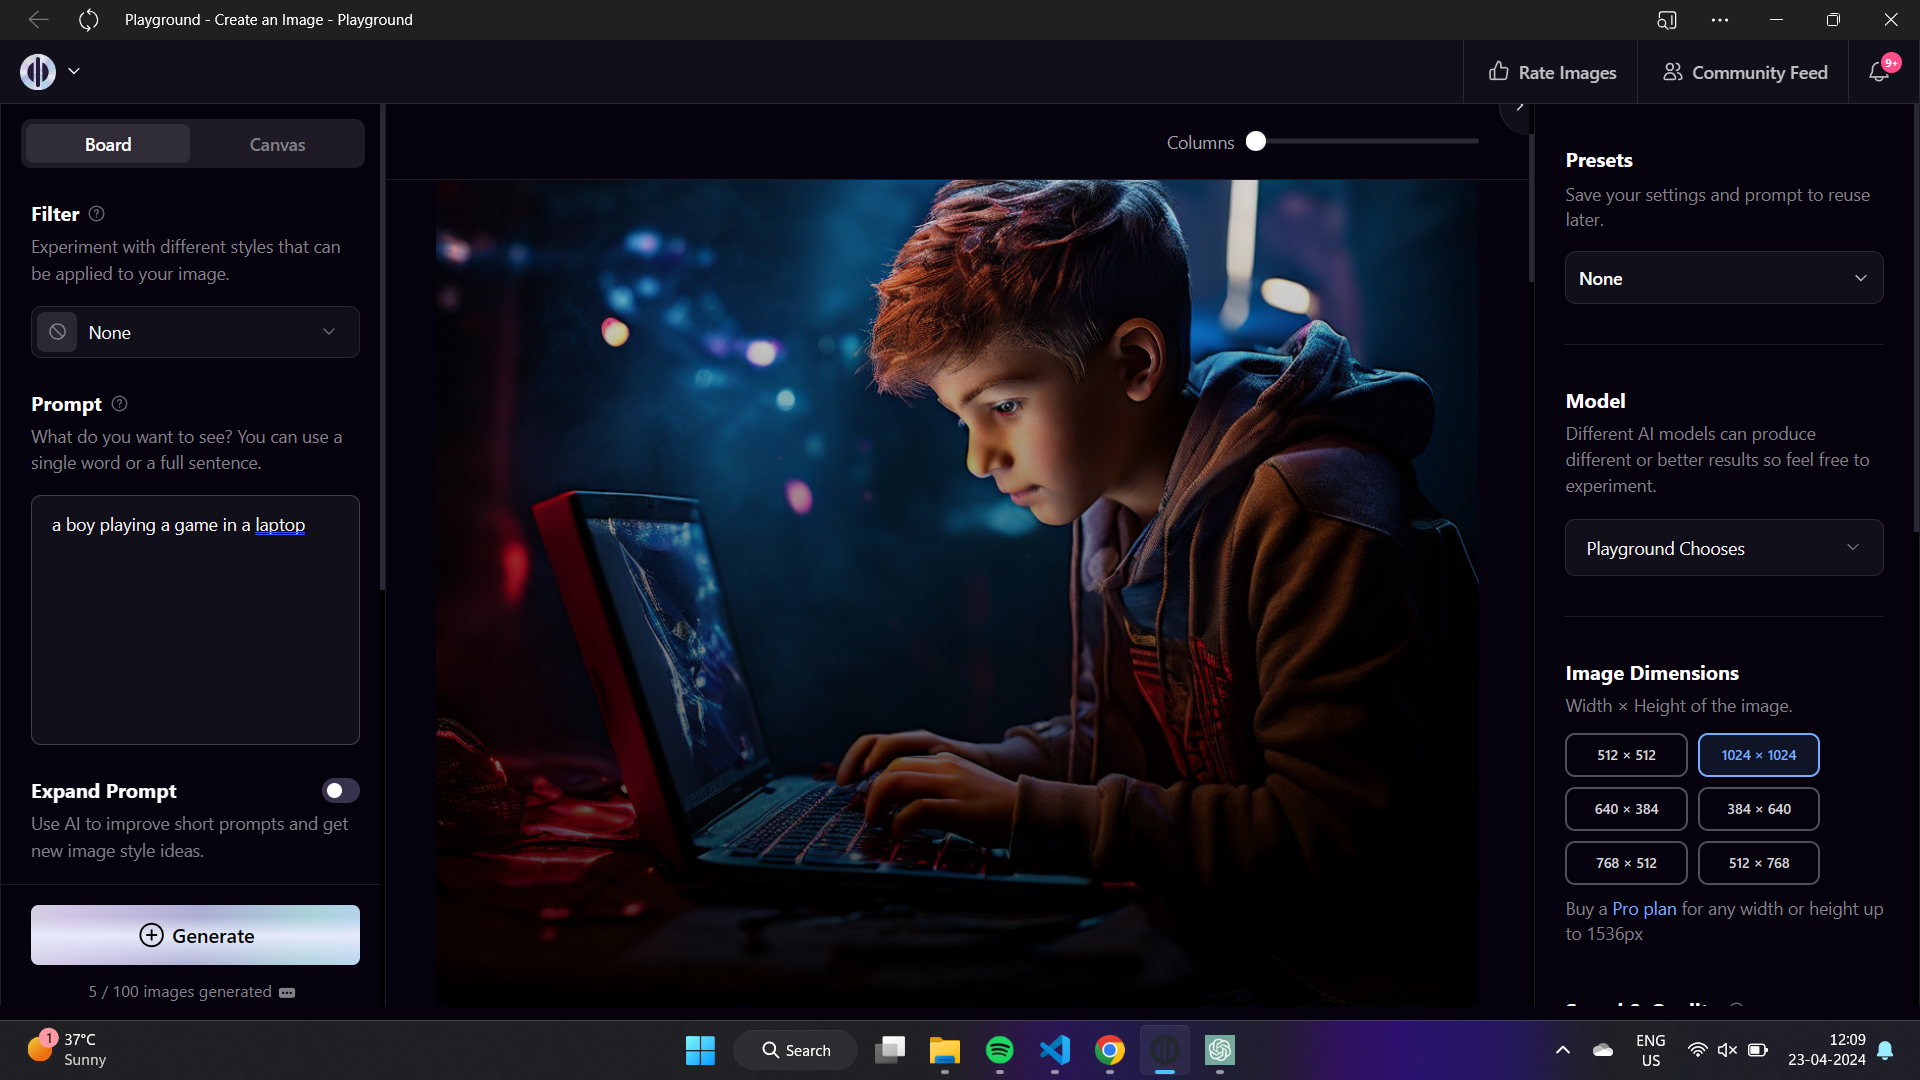 Playground - Create an Image - Playground
Rate Images
Community Feed
9+
Board
Canvas
Columns
Filter
Experiment with different styles that can
be applied to your image.
None
Prompt
What do you want to see? You can use a
single word or a full sentence.
a boy playing a game in a laptop
Expand Prompt
Use AI to improve short prompts and get
new image style ideas.
Generate
5 / 100 images generated
Presets
Save your settings and prompt to reuse
later.
None
Model
Different AI models can produce
different or better results so feel free to
experiment.
Playground Chooses
Image Dimensions
Width × Height of the image.
512 × 512
1024 × 1024
640 × 384
384 × 640
768 × 512
512 × 768
Buy a Pro plan for any width or height up
to 1536px
1
37°C
Sunny
Search
ENG
US
12:09
23-04-2024